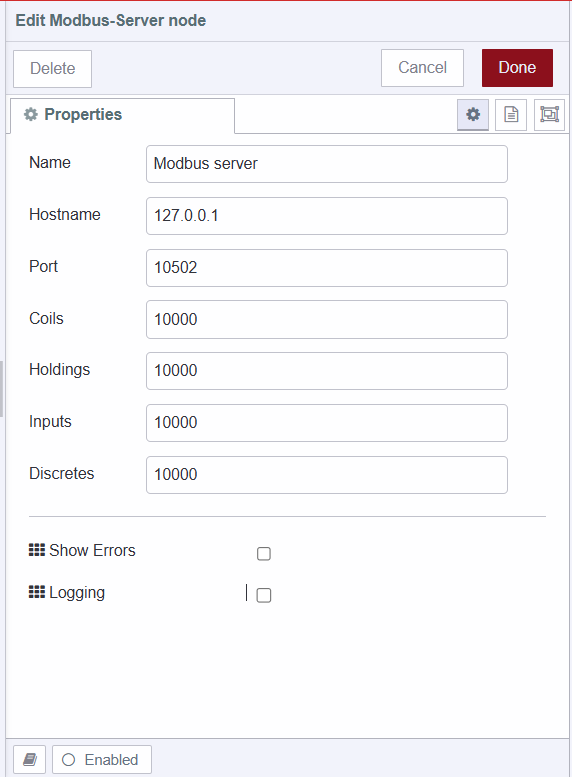 Edit Modbus-Server node
Delete
Cancel
Done
Properties
Name
Modbus server
Hostname
127.0.0.1
Port
10502
Coils
10000
Holdings
10000
Inputs
10000
Discretes
10000
Show Errors
Logging
Enabled